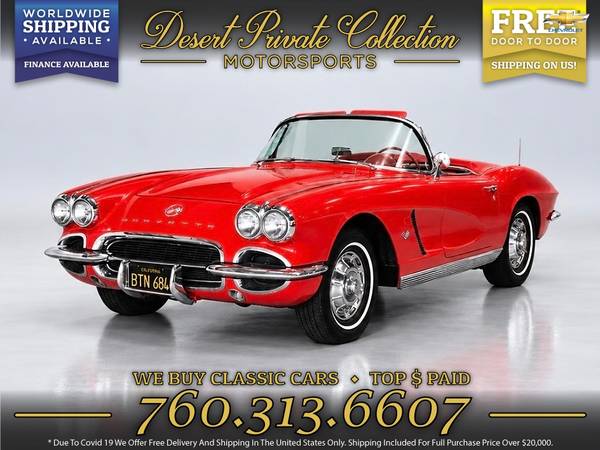 WORLDWIDE
SHIPPING
AVAILABLE
FINANCE AVAILABLE
Desert Private Collection
MOTORSPORTS
FREE
CHEVROLET
DOOR TO DOOR
SHIPPING ON US!
CORVETTE
CALIFORNIA
BTN 684
WE BUY CLASSIC CARS • TOP $ PAID
760.313.6607
* Due To Covid 19 We Offer Free Delivery And Shipping In The United States Only. Shipping Included For Full Purchase Price Over $20,000.